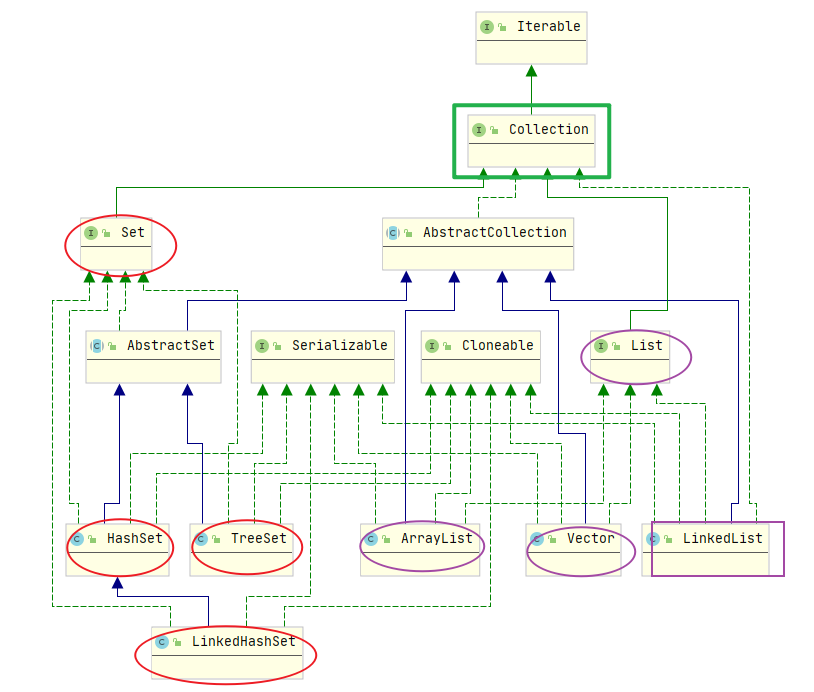 I Iterable
I Collection
I Set
C AbstractCollection
C AbstractSet
I Serializable
I Cloneable
I List
C HashSet
C TreeSet
C ArrayList
C Vector
C LinkedList
C LinkedHashSet